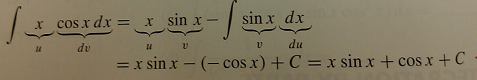 ∫ x cos x dx = x sin x − ∫ sin x dx
u dv u v v du
= x sin x − (− cos x) + C = x sin x + cos x + C